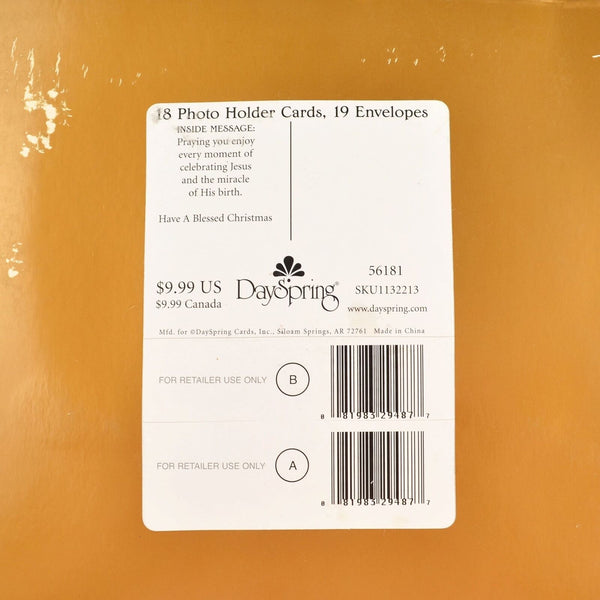 18 Photo Holder Cards, 19 Envelopes
INSIDE MESSAGE:
Praying you enjoy
every moment of
celebrating Jesus
and the miracle
of His birth.
Have A Blessed Christmas
$9.99 US
$9.99 Canada
DaySpring®
56181
SKU1132213
www.dayspring.com
Mfd. for ©DaySpring Cards, Inc., Siloam Springs, AR 72761 Made in China
FOR RETAILER USE ONLY B
8 81983 29487 7
FOR RETAILER USE ONLY A
8 81983 29487 7